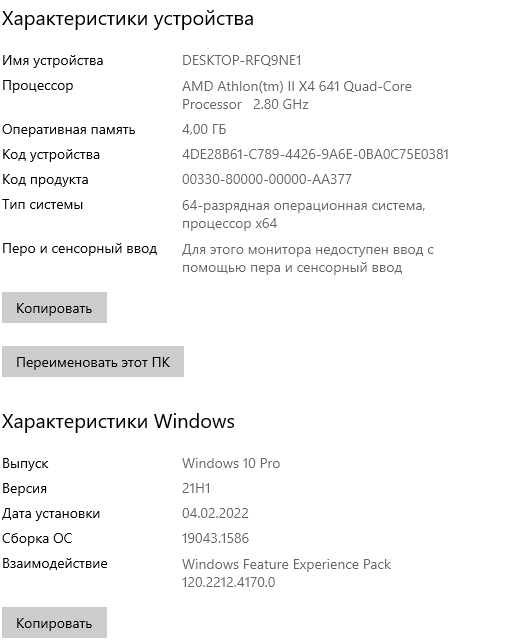 Характеристики устройства
Имя устройства DESKTOP-RFQ9NE1
Процессор AMD Athlon(tm) II X4 641 Quad-Core
Processor 2.80 GHz
Оперативная память 4,00 ГБ
Код устройства 4DE28B61-C789-4426-9A6E-0BA0C75E0381
Код продукта 00330-80000-00000-AA377
Тип системы 64-разрядная операционная система,
процессор x64
Перо и сенсорный ввод Для этого монитора недоступен ввод с
помощью пера и сенсорный ввод
Копировать
Переименовать этот ПК
Характеристики Windows
Выпуск Windows 10 Pro
Версия 21H1
Дата установки 04.02.2022
Сборка ОС 19043.1586
Взаимодействие Windows Feature Experience Pack
120.2212.4170.0
Копировать